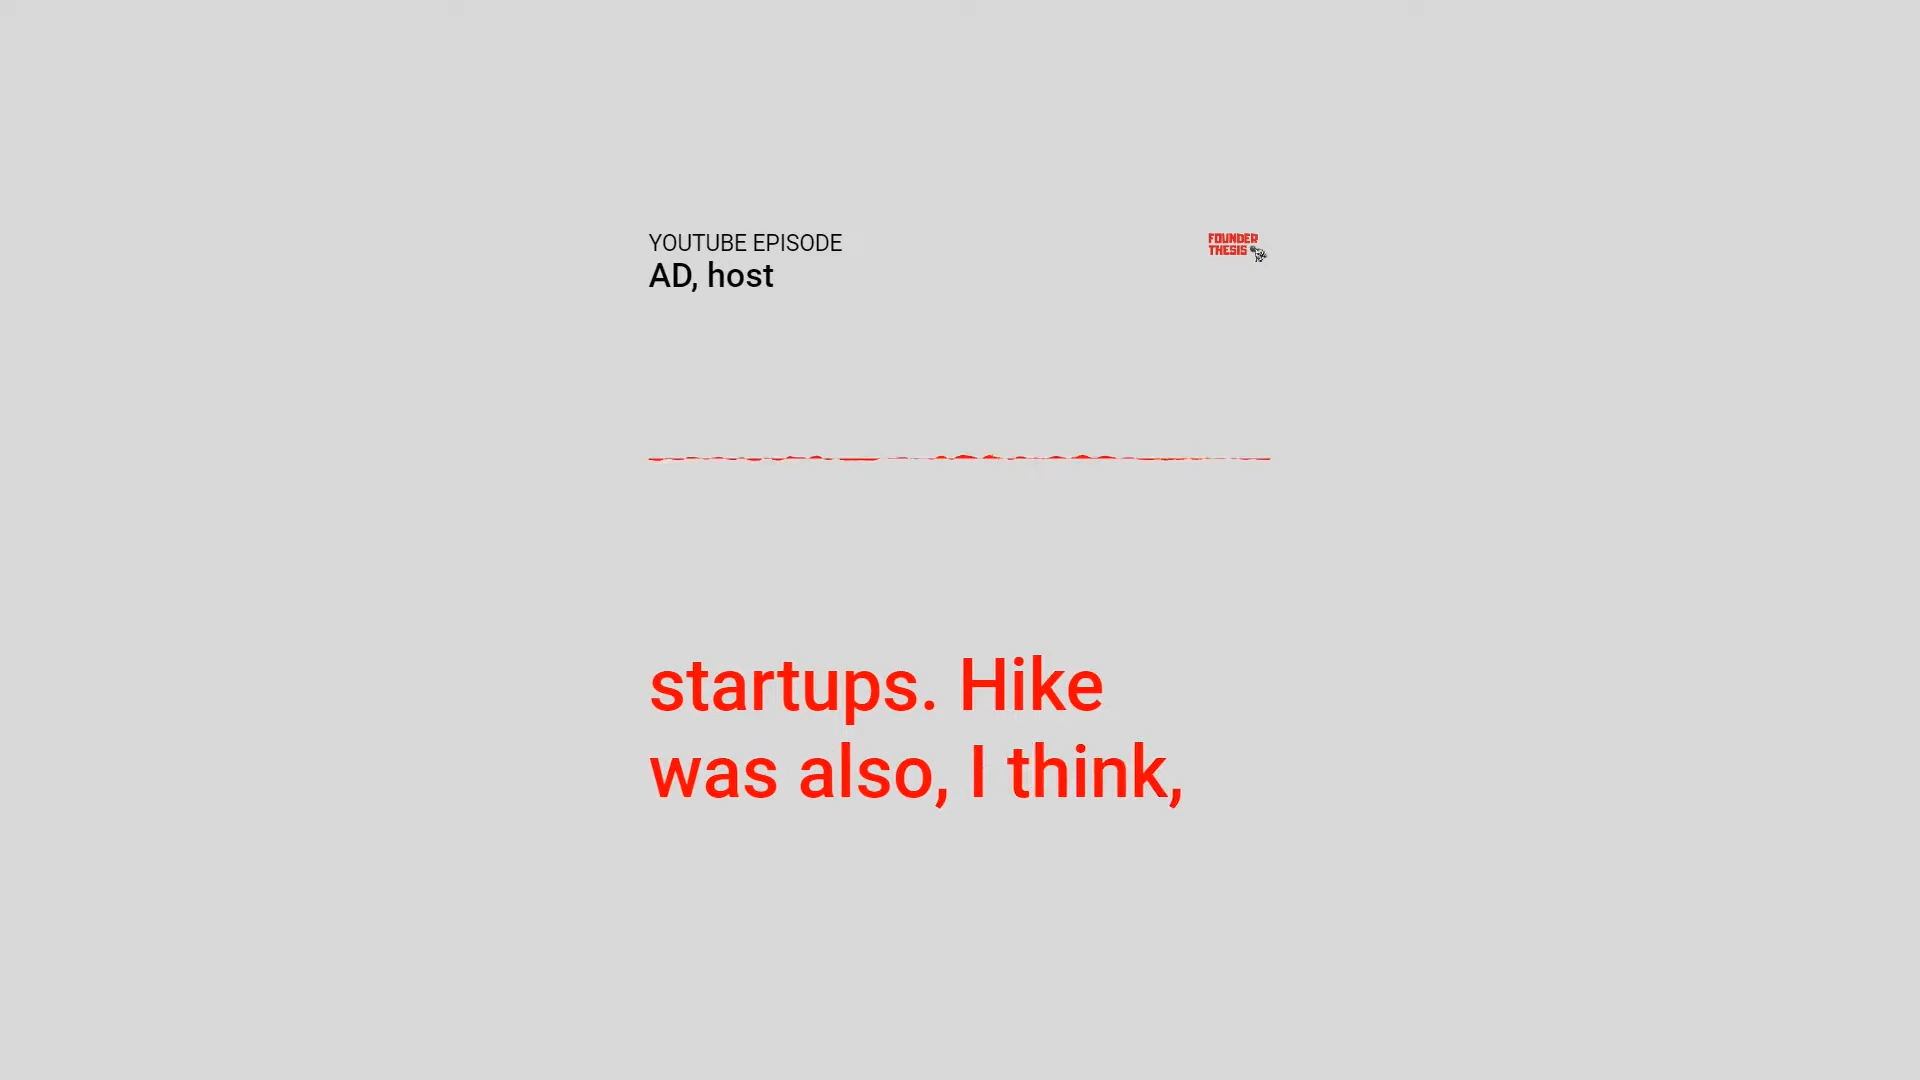 YOUTUBE EPISODE
AD, host
FOUNDER
THESIS
startups. Hike
was also, I think,